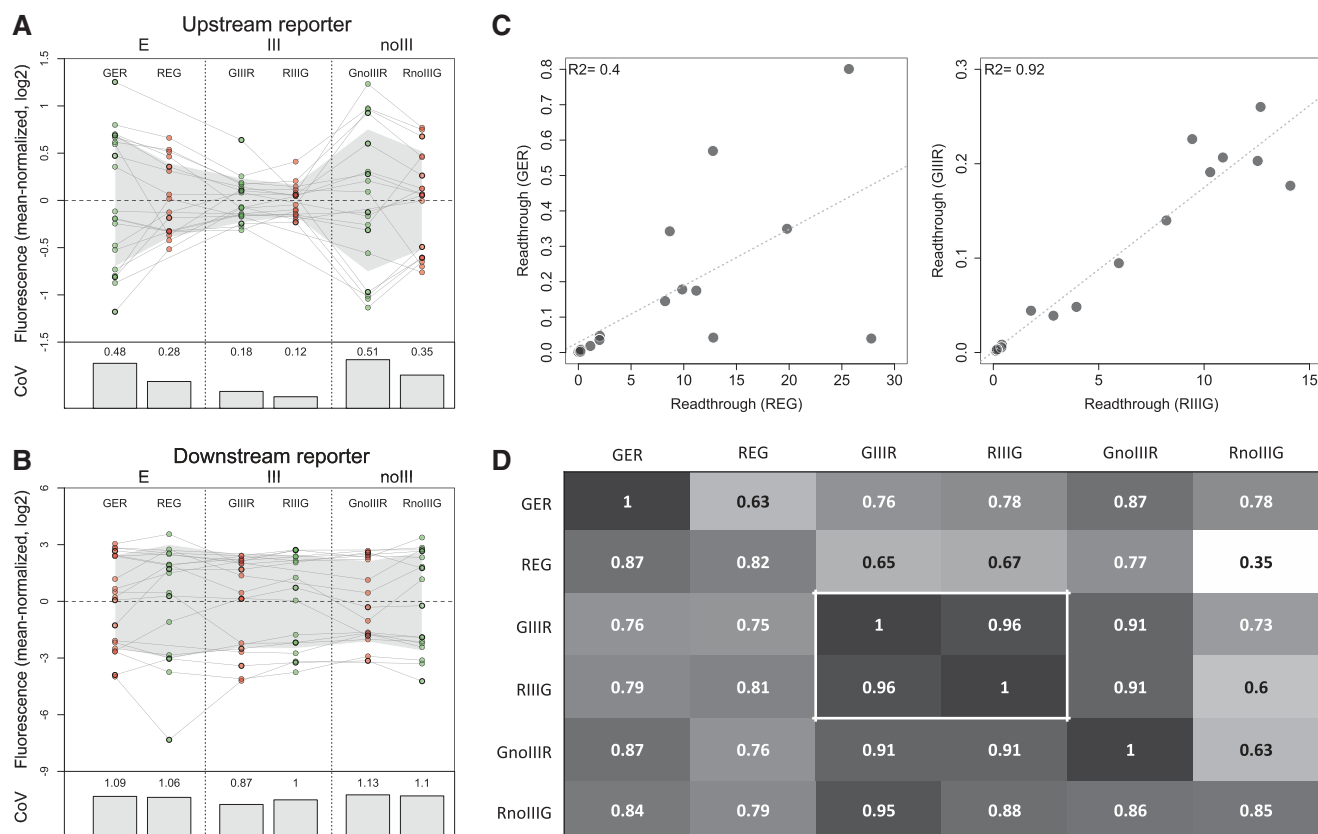 A
Upstream reporter
E III noIII
GER REG GIIIR RIIIG GnoIIIR RnoIIIG
Fluorescence (mean-normalized, log2)
1.5
1
0.5
0
-0.5
-1
-1.5
CoV
0.48 0.28 0.18 0.12 0.51 0.35
B
Downstream reporter
E III noIII
GER REG GIIIR RIIIG GnoIIIR RnoIIIG
Fluorescence (mean-normalized, log2)
6
3
0
-3
-6
-9
CoV
1.09 1.06 0.87 1 1.13 1.1
C
R2= 0.4
Readthrough (GER)
0.8
0.7
0.6
0.5
0.4
0.3
0.2
0.1
0.0
0 5 10 15 20 25 30
Readthrough (REG)
R2= 0.92
Readthrough (GIIIR)
0.3
0.2
0.1
0.0
0 5 10 15
Readthrough (RIIIG)
D
GER REG GIIIR RIIIG GnoIIIR RnoIIIG
GER 1 0.63 0.76 0.78 0.87 0.78
REG 0.87 0.82 0.65 0.67 0.77 0.35
GIIIR 0.76 0.75 1 0.96 0.91 0.73
RIIIG 0.79 0.81 0.96 1 0.91 0.6
GnoIIIR 0.87 0.76 0.91 0.91 1 0.63
RnoIIIG 0.84 0.79 0.95 0.88 0.86 0.85